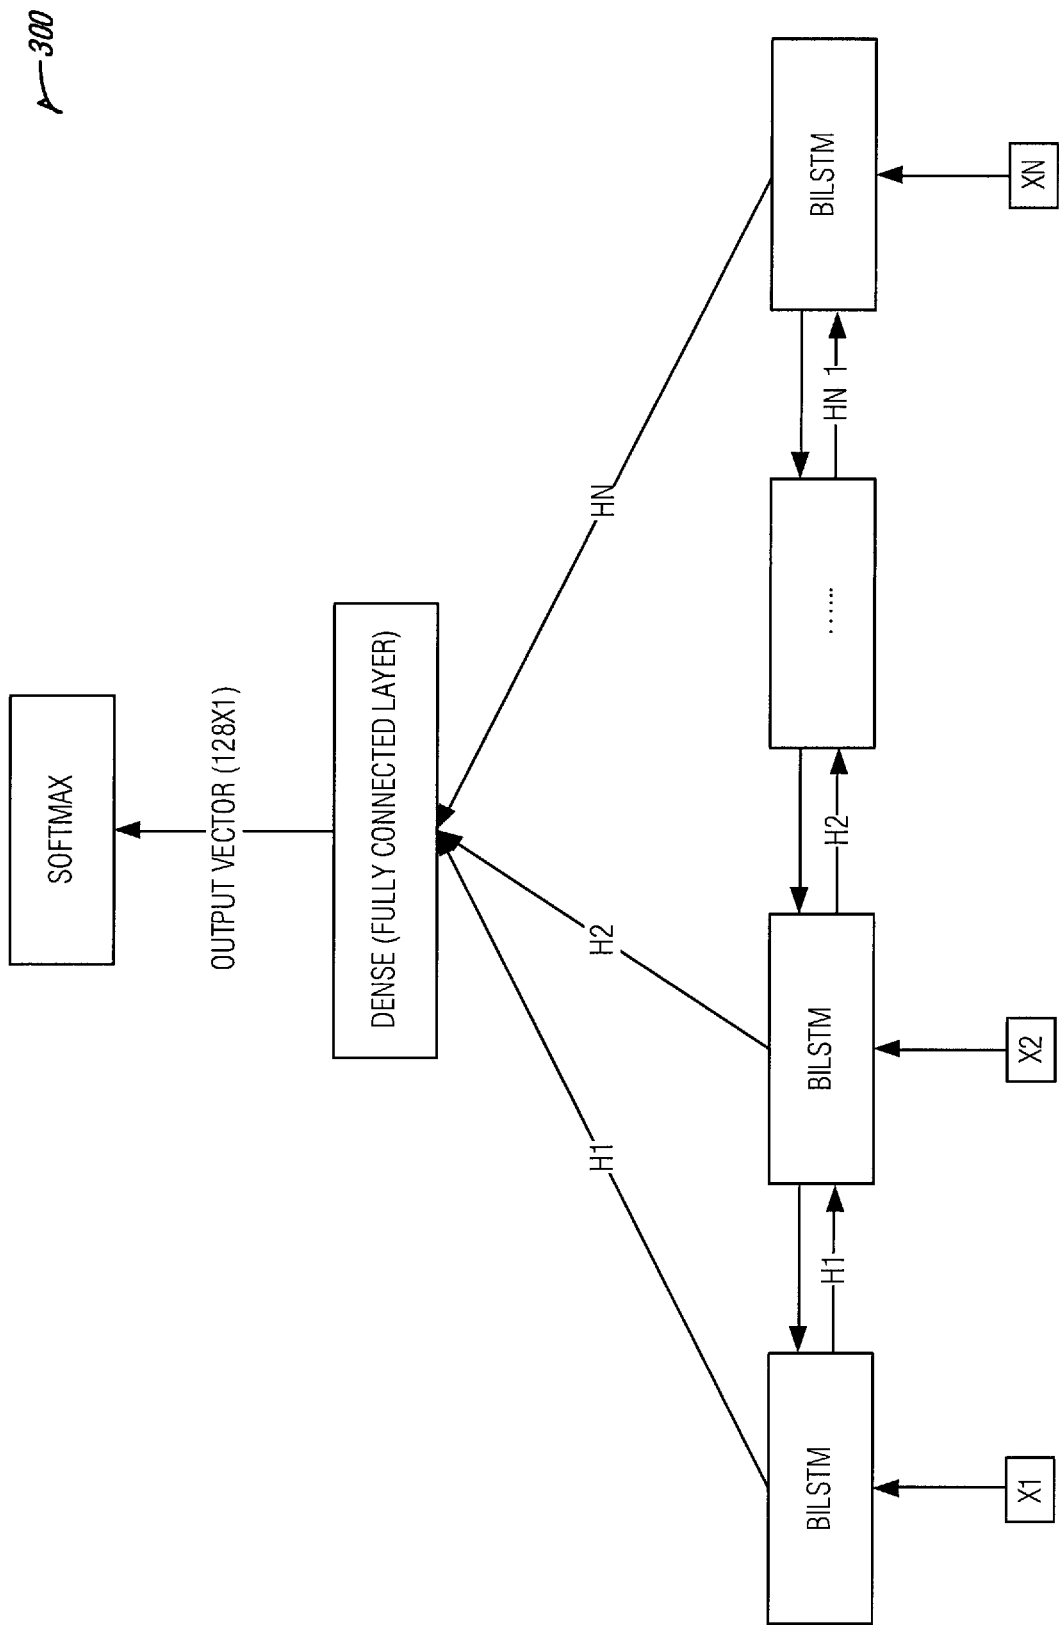 300
SOFTMAX
OUTPUT VECTOR (128X1)
DENSE (FULLY CONNECTED LAYER)
H1
H2
HN
BILSTM
H1
BILSTM
H2
......
HN 1
BILSTM
X1
X2
XN